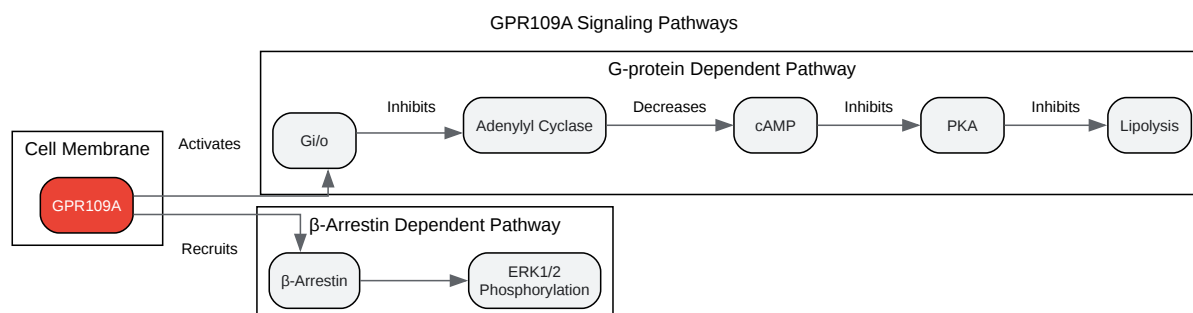 GPR109A Signaling Pathways
G-protein Dependent Pathway
Inhibits
Decreases
Inhibits
Inhibits
Gi/o
Adenylyl Cyclase
cAMP
PKA
Lipolysis
Cell Membrane
Activates
GPR109A
Recruits
β-Arrestin Dependent Pathway
β-Arrestin
ERK1/2
Phosphorylation